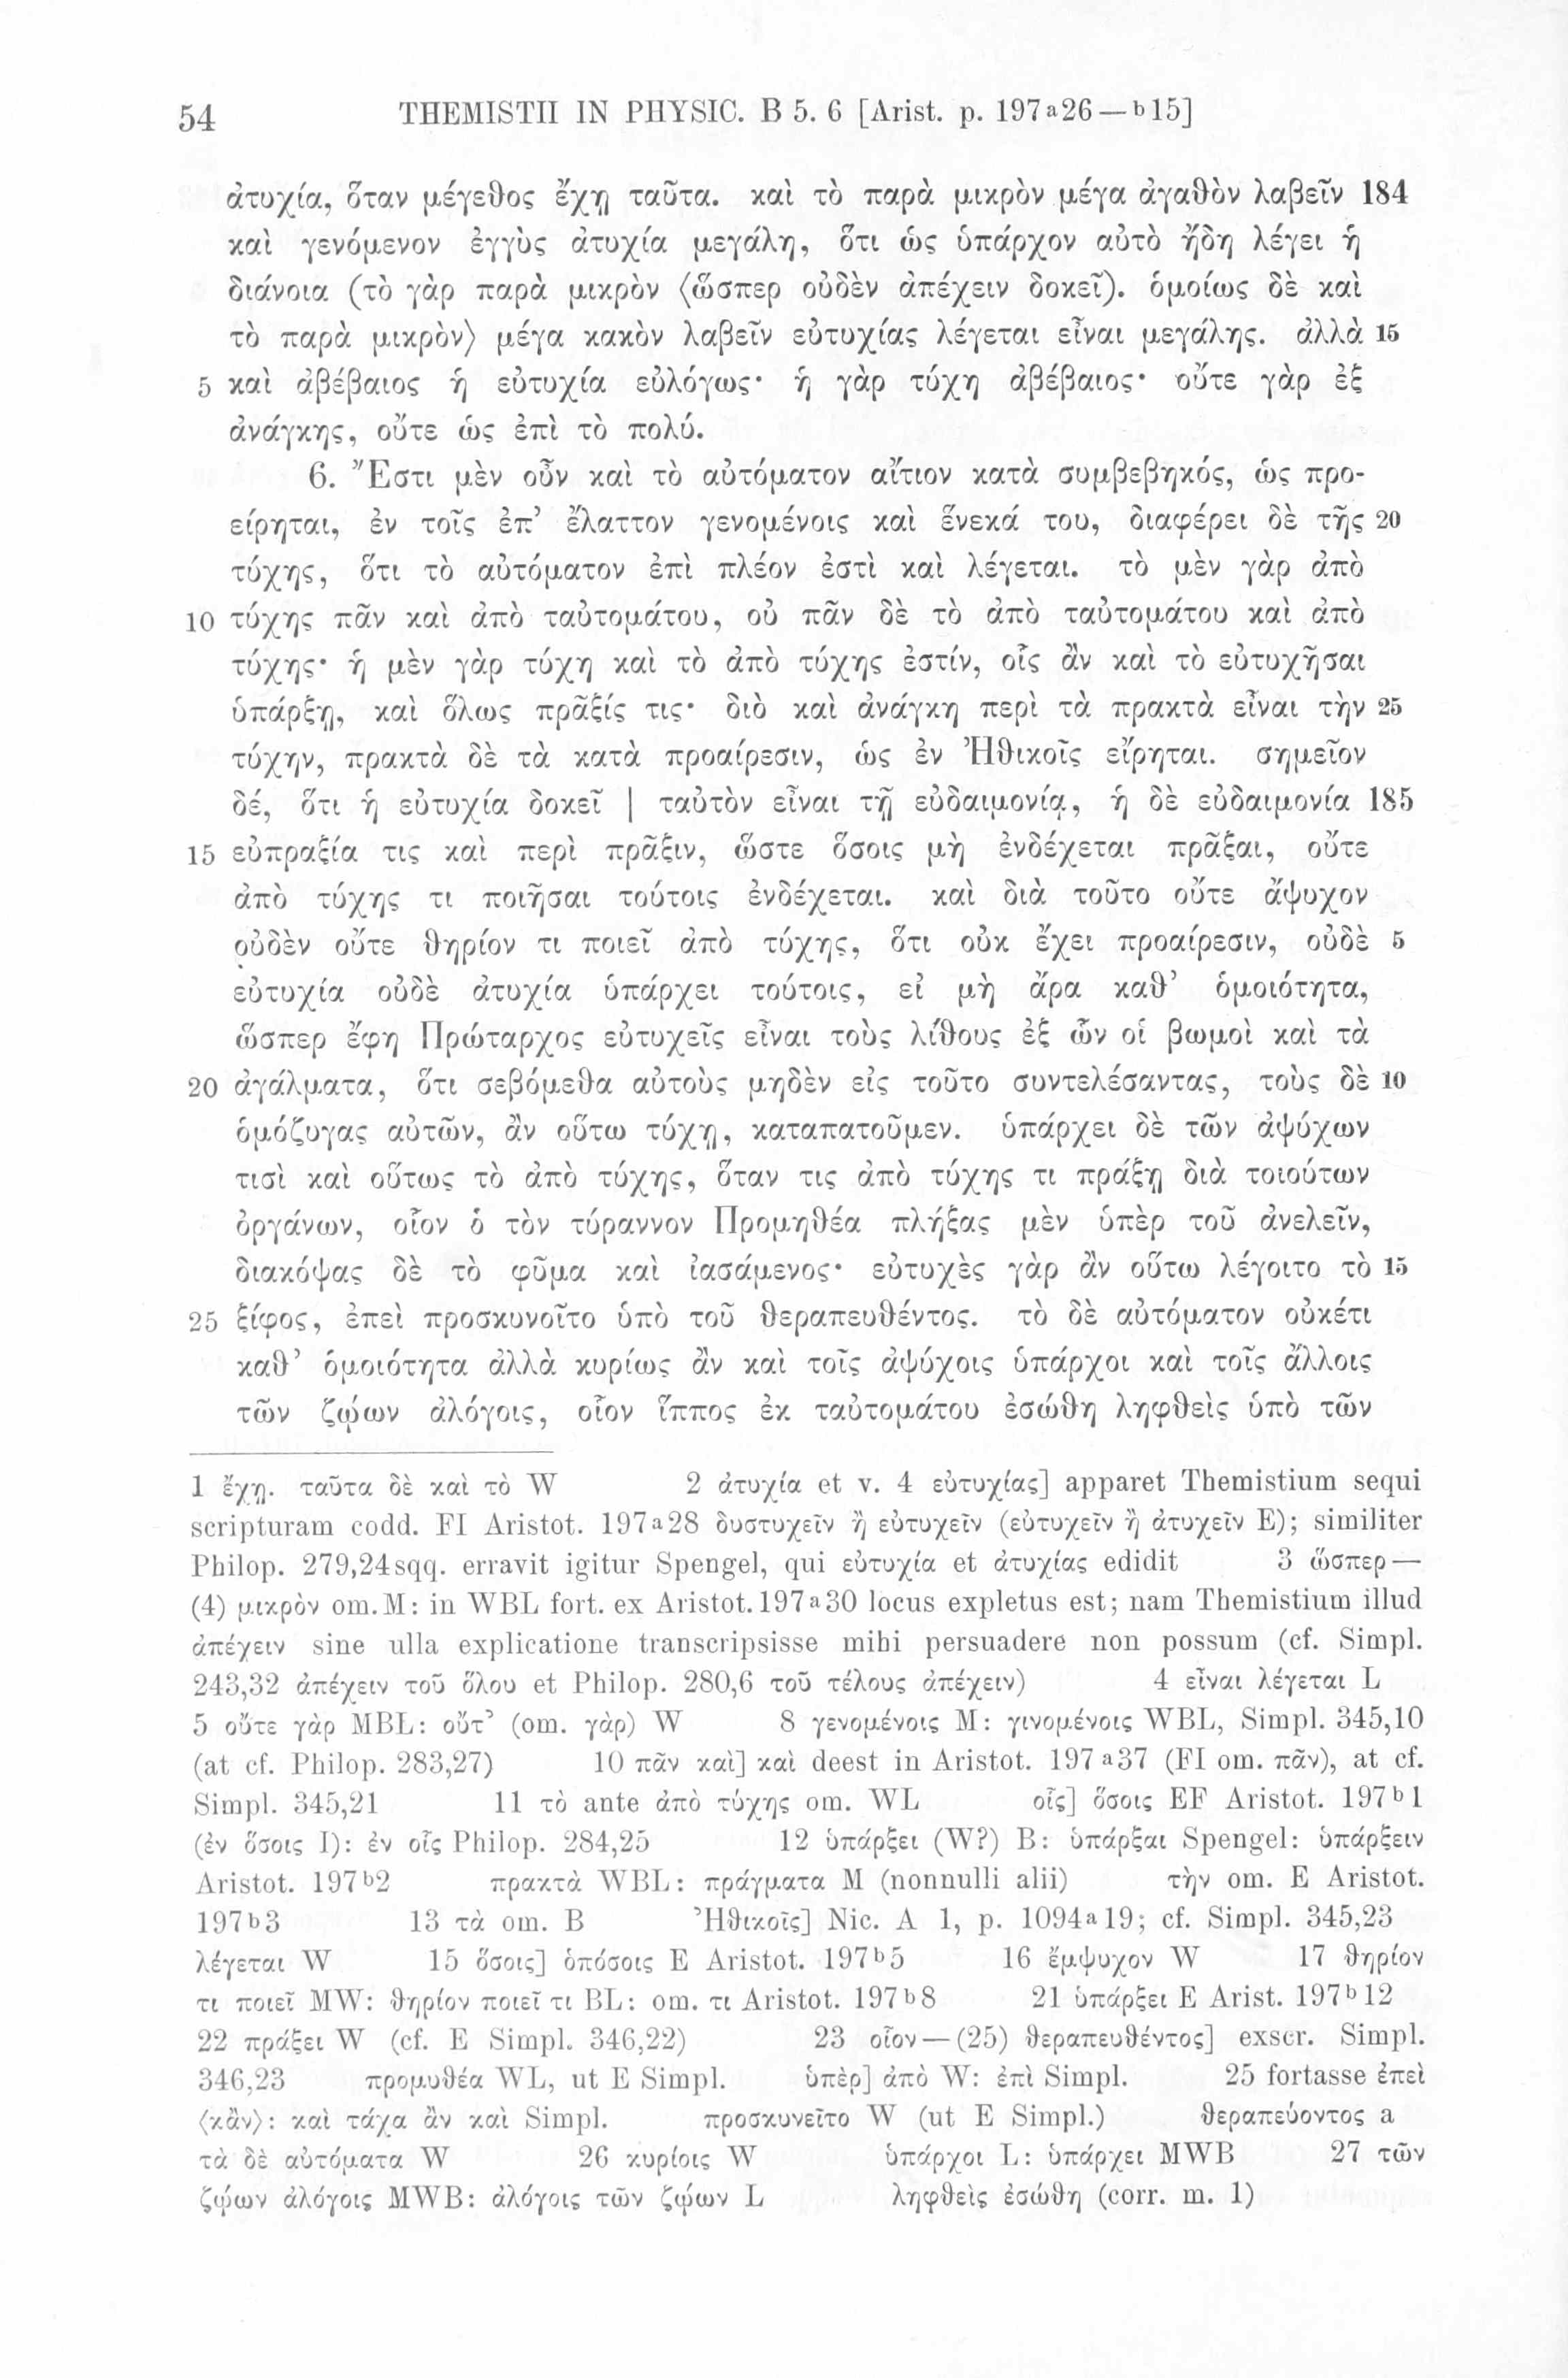 54 THEMISTII IN PHYSIC. B 5. 6 [Arist. p. 197a26—b15]
ἀτυχία, ὅταν μέγεθος ἔχῃ ταῦτα. καὶ τὸ παρὰ μικρὸν μέγα ἀγαθὸν λαβεῖν 184
καὶ γενόμενον ἐγγὺς ἀτυχία μεγάλη, ὅτι ὡς ὑπάρχον αὐτὸ ἤδη λέγει ἡ
διάνοια (τὸ γὰρ παρὰ μικρὸν ⟨ὥσπερ οὐδὲν ἀπέχειν δοκεῖ). ὁμοίως δὲ καὶ
τὸ παρὰ μικρὸν⟩ μέγα κακὸν λαβεῖν εὐτυχίας λέγεται εἶναι μεγάλης. ἀλλὰ 15
5 καὶ ἀβέβαιος ἡ εὐτυχία εὐλόγως· ἡ γὰρ τύχη ἀβέβαιος· οὔτε γὰρ ἐξ
ἀνάγκης, οὔτε ὡς ἐπὶ τὸ πολύ.
6. Ἔστι μὲν οὖν καὶ τὸ αὐτόματον αἴτιον κατὰ συμβεβηκός, ὡς προ-
είρηται, ἐν τοῖς ἐπ’ ἔλαττον γενομένοις καὶ ἕνεκά του, διαφέρει δὲ τῆς 20
τύχης, ὅτι τὸ αὐτόματον ἐπὶ πλέον ἐστὶ καὶ λέγεται. τὸ μὲν γὰρ ἀπὸ
10 τύχης πᾶν καὶ ἀπὸ ταὐτομάτου, οὐ πᾶν δὲ τὸ ἀπὸ ταὐτομάτου καὶ ἀπὸ
τύχης· ἡ μὲν γὰρ τύχη καὶ τὸ ἀπὸ τύχης ἐστίν, οἷς ἂν καὶ τὸ εὐτυχῆσαι
ὑπάρξῃ, καὶ ὅλως πρᾶξίς τις· διὸ καὶ ἀνάγκη περὶ τὰ πρακτὰ εἶναι τὴν 25
τύχην, πρακτὰ δὲ τὰ κατὰ προαίρεσιν, ὡς ἐν Ἠθικοῖς εἴρηται. σημεῖον
δέ, ὅτι ἡ εὐτυχία δοκεῖ | ταὐτὸν εἶναι τῇ εὐδαιμονίᾳ, ἡ δὲ εὐδαιμονία 185
15 εὐπραξία τις καὶ περὶ πρᾶξιν, ὥστε ὅσοις μὴ ἐνδέχεται πρᾶξαι, οὔτε
ἀπὸ τύχης τι ποιῆσαι τούτοις ἐνδέχεται. καὶ διὰ τοῦτο οὔτε ἄψυχον
οὐδὲν οὔτε θηρίον τι ποιεῖ ἀπὸ τύχης, ὅτι οὐκ ἔχει προαίρεσιν, οὐδὲ 5
εὐτυχία οὐδὲ ἀτυχία ὑπάρχει τούτοις, εἰ μὴ ἄρα καθ’ ὁμοιότητα,
ὥσπερ ἔφη Πρώταρχος εὐτυχεῖς εἶναι τοὺς λίθους ἐξ ὧν οἱ βωμοὶ καὶ τὰ
20 ἀγάλματα, ὅτι σεβόμεθα αὐτοὺς μηδὲν εἰς τοῦτο συντελέσαντας, τοὺς δὲ 10
ὁμόζυγας αὐτῶν, ἂν οὕτω τύχῃ, καταπατοῦμεν. ὑπάρχει δὲ τῶν ἀψύχων
τισὶ καὶ οὕτως τὸ ἀπὸ τύχης, ὅταν τις ἀπὸ τύχης τι πράξῃ διὰ τοιούτων
ὀργάνων, οἷον ὁ τὸν τύραννον Προμηθέα πλήξας μὲν ὑπὲρ τοῦ ἀνελεῖν,
διακόψας δὲ τὸ φῦμα καὶ ἰασάμενος· εὐτυχὲς γὰρ ἂν οὕτω λέγοιτο τὸ 15
25 ξίφος, ἐπεὶ προσκυνοῖτο ὑπὸ τοῦ θεραπευθέντος. τὸ δὲ αὐτόματον οὐκέτι
καθ’ ὁμοιότητα ἀλλὰ κυρίως ἂν καὶ τοῖς ἀψύχοις ὑπάρχοι καὶ τοῖς ἄλλοις
τῶν ζῴων ἀλόγοις, οἷον ἵππος ἐκ ταὐτομάτου ἐσώθη ληφθεὶς ὑπὸ τῶν
1 ἔχῃ. ταῦτα δὲ καὶ τὸ W 2 ἀτυχία et v. 4 εὐτυχίας] apparet Themistium sequi
scripturam codd. FI Aristot. 197a28 δυστυχεῖν ἢ εὐτυχεῖν (εὐτυχεῖν ἢ ἀτυχεῖν E); similiter
Philop. 279,24sqq. erravit igitur Spengel, qui εὐτυχία et ἀτυχίας edidit 3 ὥσπερ—
(4) μικρὸν om. M: in WBL fort. ex Aristot. 197a30 locus expletus est; nam Themistium illud
ἀπέχειν sine ulla explicatione transcripsisse mihi persuadere non possum (cf. Simpl.
243,32 ἀπέχειν τοῦ ὅλου et Philop. 280,6 τοῦ τέλους ἀπέχειν) 4 εἶναι λέγεται L
5 οὔτε γὰρ MBL: οὔτ’ (om. γὰρ) W 8 γενομένοις M: γινομένοις WBL, Simpl. 345,10
(at cf. Philop. 283,27) 10 πᾶν καὶ] καὶ deest in Aristot. 197a37 (FI om. πᾶν), at cf.
Simpl. 345,21 11 τὸ ante ἀπὸ τύχης om. WL οἷς] ὅσοις EF Aristot. 197b1
(ἐν ὅσοις I): ἐν οἷς Philop. 284,25 12 ὑπάρξει (W?) B: ὑπάρξαι Spengel: ὑπάρξειν
Aristot. 197b2 πρακτὰ WBL: πράγματα M (nonnulli alii) τὴν om. E Aristot.
197b3 13 τὰ om. B Ἠθικοῖς] Nic. A 1, p. 1094a19; cf. Simpl. 345,23
λέγεται W 15 ὅσοις] ὁπόσοις E Aristot. 197b5 16 ἔμψυχον W 17 θηρίον
τι ποιεῖ MW: θηρίον ποιεῖ τι BL: om. τι Aristot. 197b8 21 ὑπάρξει E Arist. 197b12
22 πράξει W (cf. E Simpl. 346,22) 23 οἷον—(25) θεραπευθέντος] exscr. Simpl.
346,23 προμυθέα WL, ut E Simpl. ὑπὲρ] ἀπὸ W: ἐπὶ Simpl. 25 fortasse ἐπεὶ
⟨κἂν⟩: καὶ τάχα ἂν καὶ Simpl. προσκυνεῖτο W (ut E Simpl.) θεραπεύοντος a
τὰ δὲ αὐτόματα W 26 κυρίοις W ὑπάρχοι L: ὑπάρχει MWB 27 τῶν
ζῴων ἀλόγοις MWB: ἀλόγοις τῶν ζῴων L ληφθεὶς ἐσώθη (corr. m. 1)